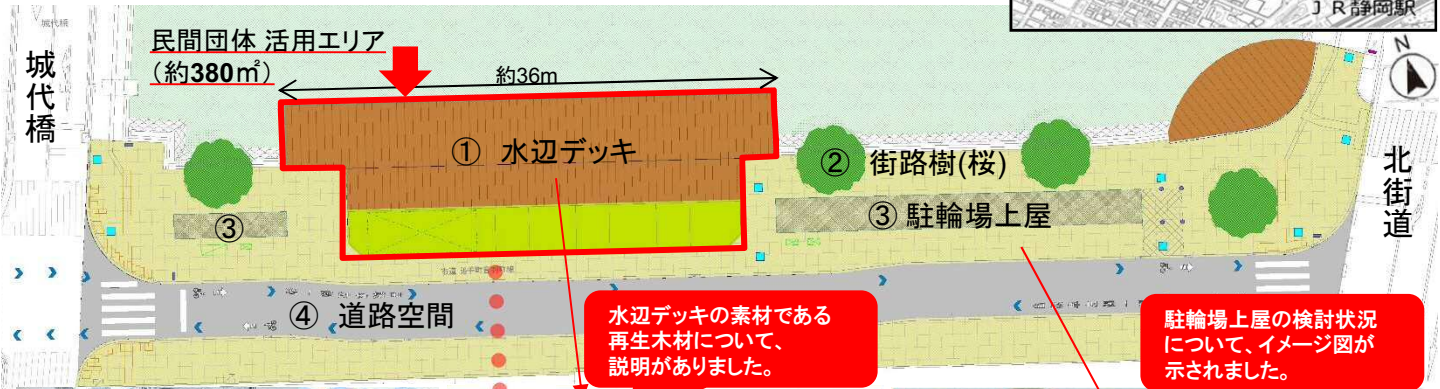 ＪＲ静岡駅
N
城代橋
城代橋
民間団体 活用エリア
（約380㎡）
約36m
① 水辺デッキ
② 街路樹(桜)
③
③ 駐輪場上屋
北街道
④ 道路空間
水辺デッキの素材である
再生木材について、
説明がありました。
駐輪場上屋の検討状況
について、イメージ図が
示されました。